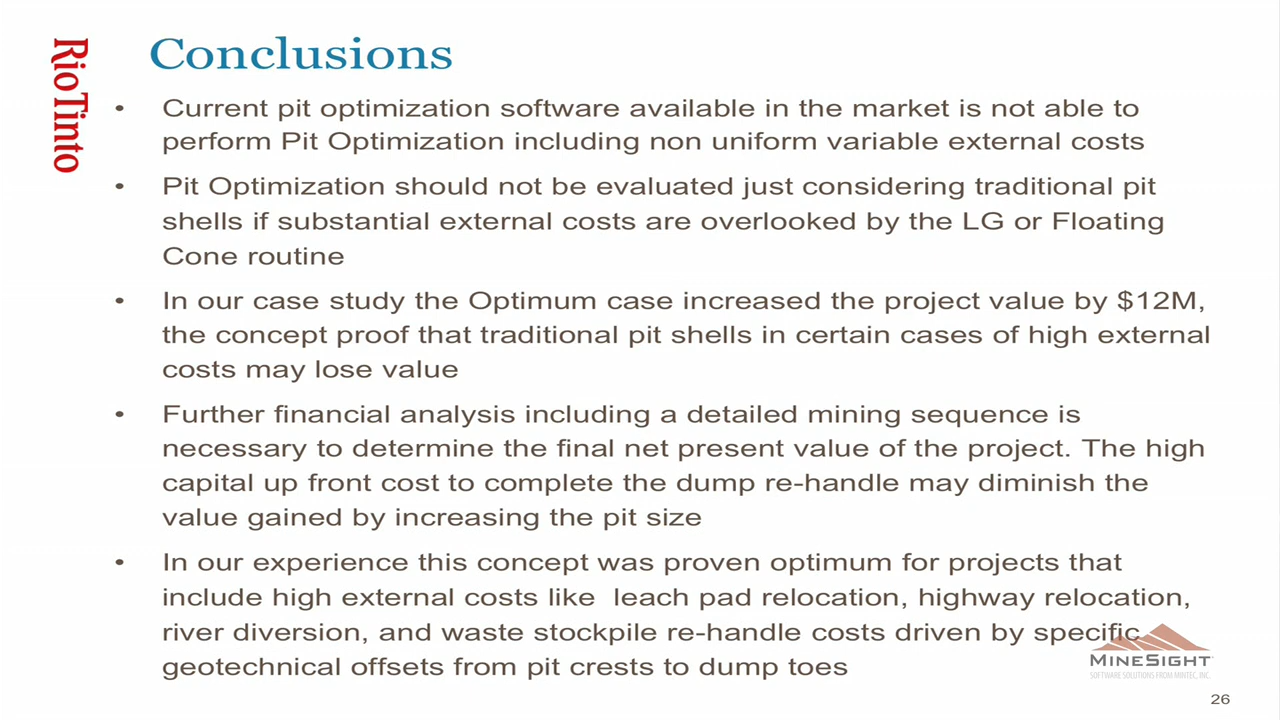 RioTinto
Conclusions
• Current pit optimization software available in the market is not able to
perform Pit Optimization including non uniform variable external costs
• Pit Optimization should not be evaluated just considering traditional pit
shells if substantial external costs are overlooked by the LG or Floating
Cone routine
• In our case study the Optimum case increased the project value by $12M,
the concept proof that traditional pit shells in certain cases of high external
costs may lose value
• Further financial analysis including a detailed mining sequence is
necessary to determine the final net present value of the project. The high
capital up front cost to complete the dump re-handle may diminish the
value gained by increasing the pit size
• In our experience this concept was proven optimum for projects that
include high external costs like  leach pad relocation, highway relocation,
river diversion, and waste stockpile re-handle costs driven by specific
geotechnical offsets from pit crests to dump toes
MINESIGHT
SOFTWARE SOLUTIONS FROM MINTEC, INC.
26